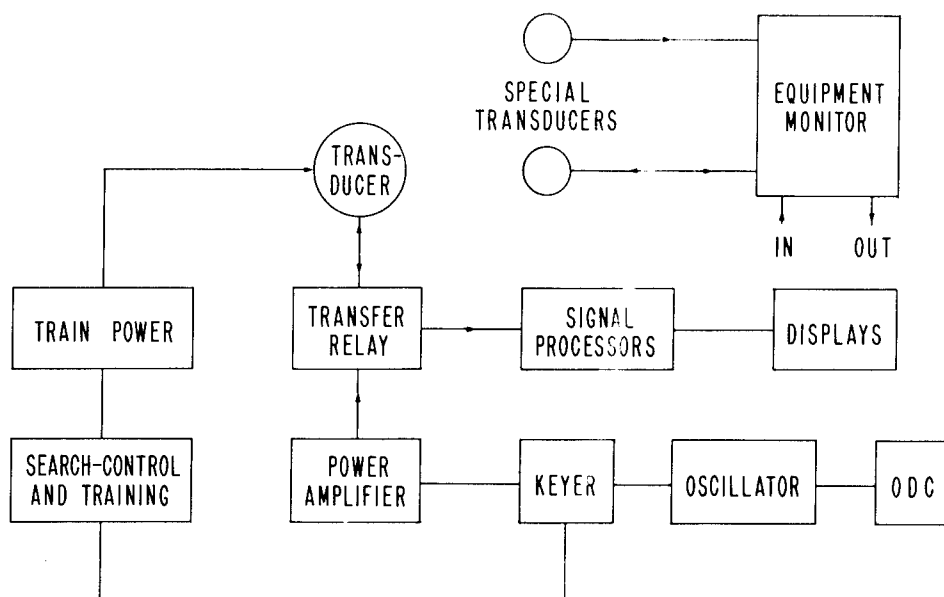 SPECIAL
TRANSDUCERS
EQUIPMENT
MONITOR
IN
OUT
TRANS-
DUCER
TRAIN POWER
TRANSFER
RELAY
SIGNAL
PROCESSORS
DISPLAYS
SEARCH-CONTROL
AND TRAINING
POWER
AMPLIFIER
KEYER
OSCILLATOR
ODC